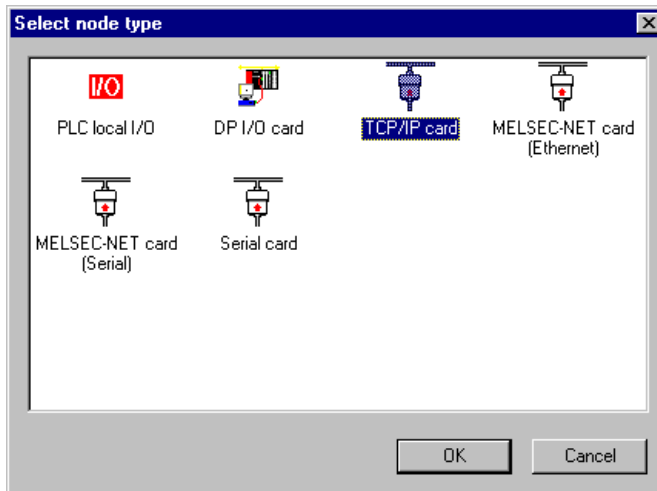 Select node type
I/O
PLC local I/O
DP I/O card
TCP/IP card
MELSEC-NET card
(Ethernet)
MELSEC-NET card
(Serial)
Serial card
OK
Cancel